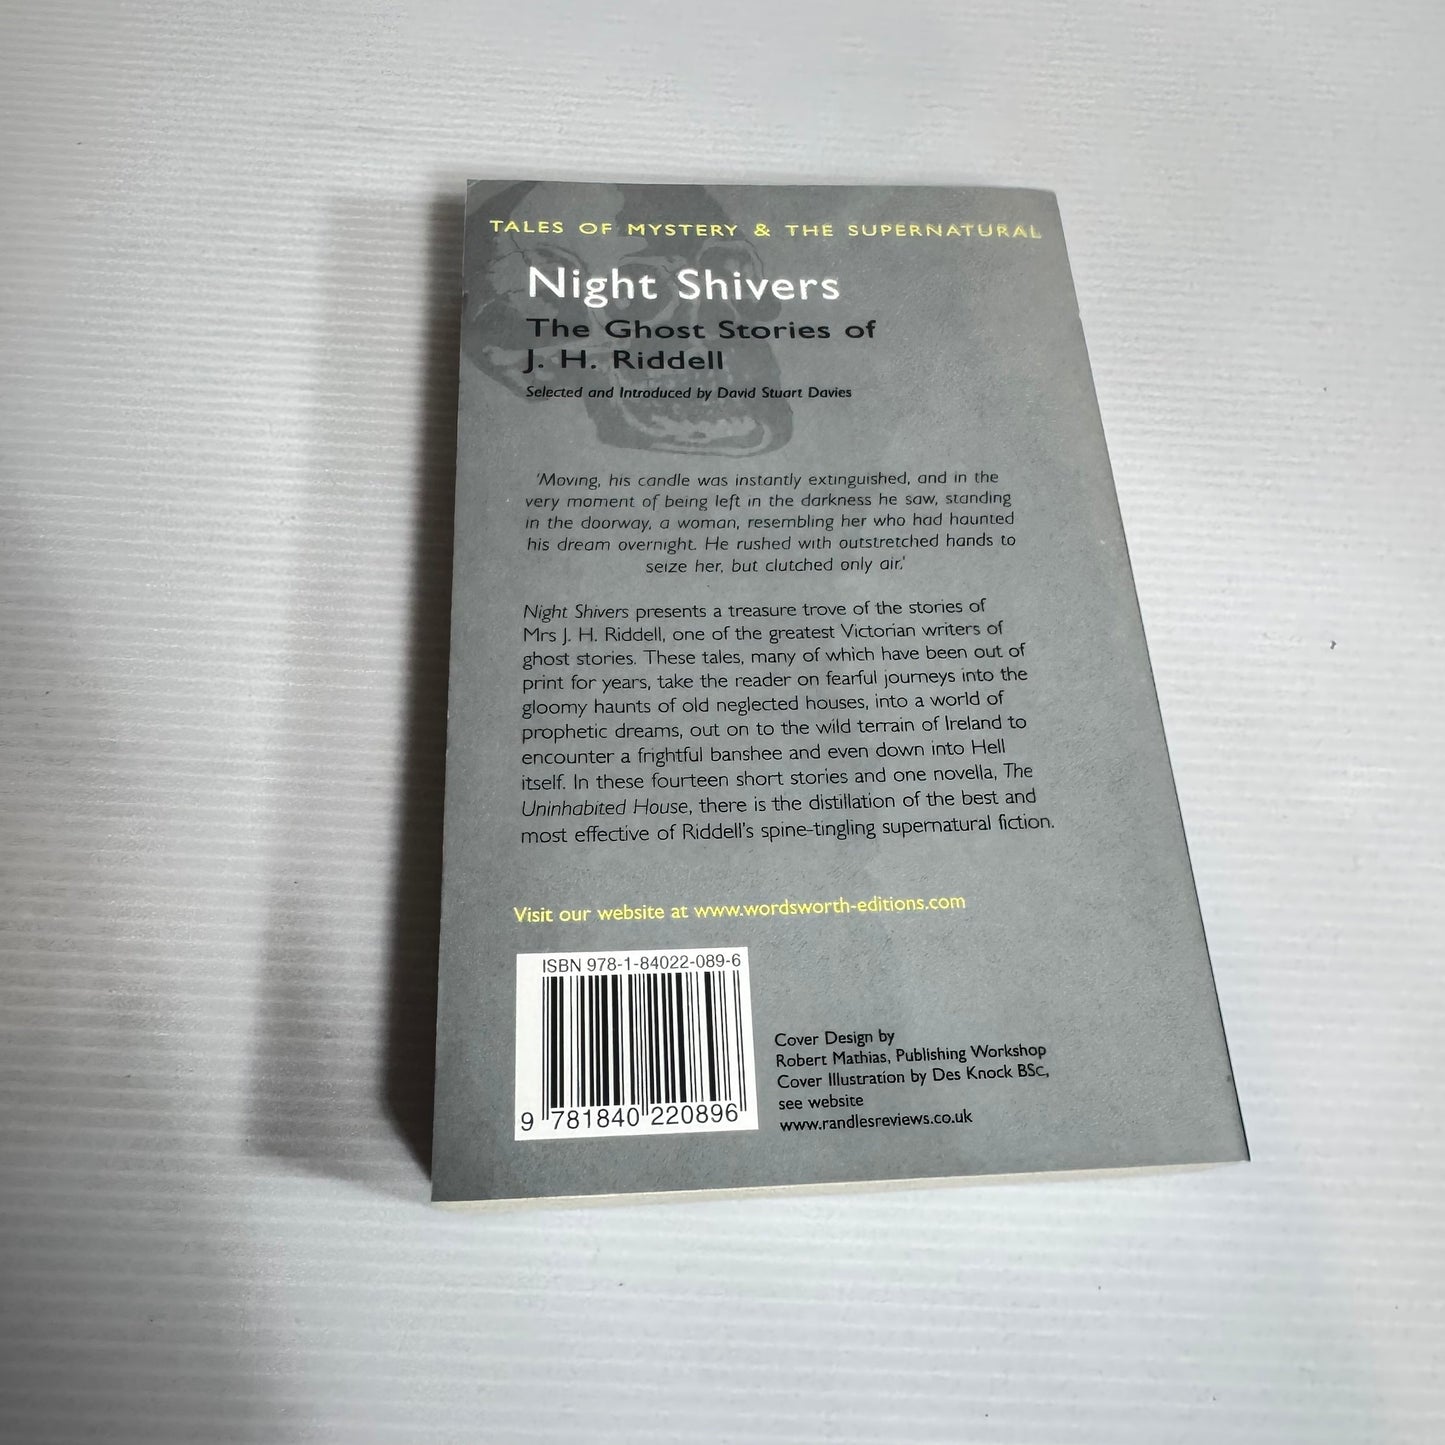 TALES OF MYSTERY & THE SUPERNATURAL
Night Shivers
The Ghost Stories of
J. H. Riddell
Selected and Introduced by David Stuart Davies
'Moving, his candle was instantly extinguished, and in the
very moment of being left in the darkness he saw, standing
in the doorway, a woman, resembling her who had haunted
his dream overnight. He rushed with outstretched hands to
seize her, but clutched only air.'
Night Shivers presents a treasure trove of the stories of
Mrs J. H. Riddell, one of the greatest Victorian writers of
ghost stories. These tales, many of which have been out of
print for years, take the reader on fearful journeys into the
gloomy haunts of old neglected houses, into a world of
prophetic dreams, out on to the wild terrain of Ireland to
encounter a frightful banshee and even down into Hell
itself. In these fourteen short stories and one novella, The
Uninhabited House, there is the distillation of the best and
most effective of Riddell's spine-tingling supernatural fiction.
Visit our website at www.wordsworth-editions.com
ISBN 978-1-84022-089-6
9 781840 220896
Cover Design by
Robert Mathias, Publishing Workshop
Cover Illustration by Des Knock BSc,
see website
www.randlesreviews.co.uk